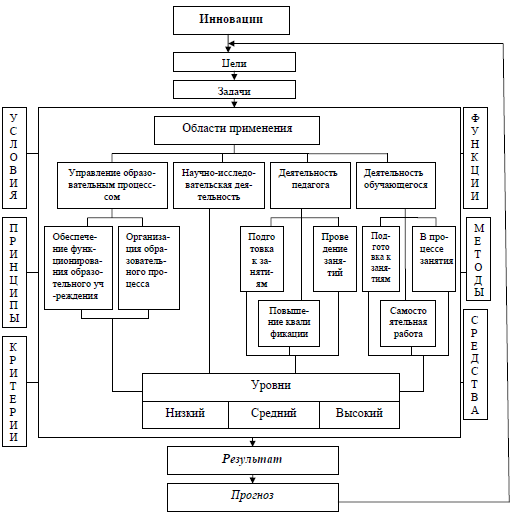 Инновации
Цели
Задачи
УСЛОВИЯ
ПРИНЦИПЫ
КРИТЕРИИ
Области применения
Управление образо-
вательным процесс-
сом
Научно-исследо-
вательская дея-
тельность
Деятельность
педагога
Деятельность
обучающегося
Обеспече-
ние функ-
ционирова-
ния образо-
тельного уч
-реждения
Организа-
ция обра-
зователь-
ного про-
цесса
Подго
товка
к за-
няти-
ям
Прове
дение
заня-
тий
Повыше-
ние квали
фикации
Под-
гото
вка к
заня-
тиям
В про-
цессе
занятия
Самосто
ятельная
работа
Уровни
Низкий
Средний
Высокий
ФУНКЦИИ
МЕТОДЫ
СРЕДСТВА
Результат
Прогноз